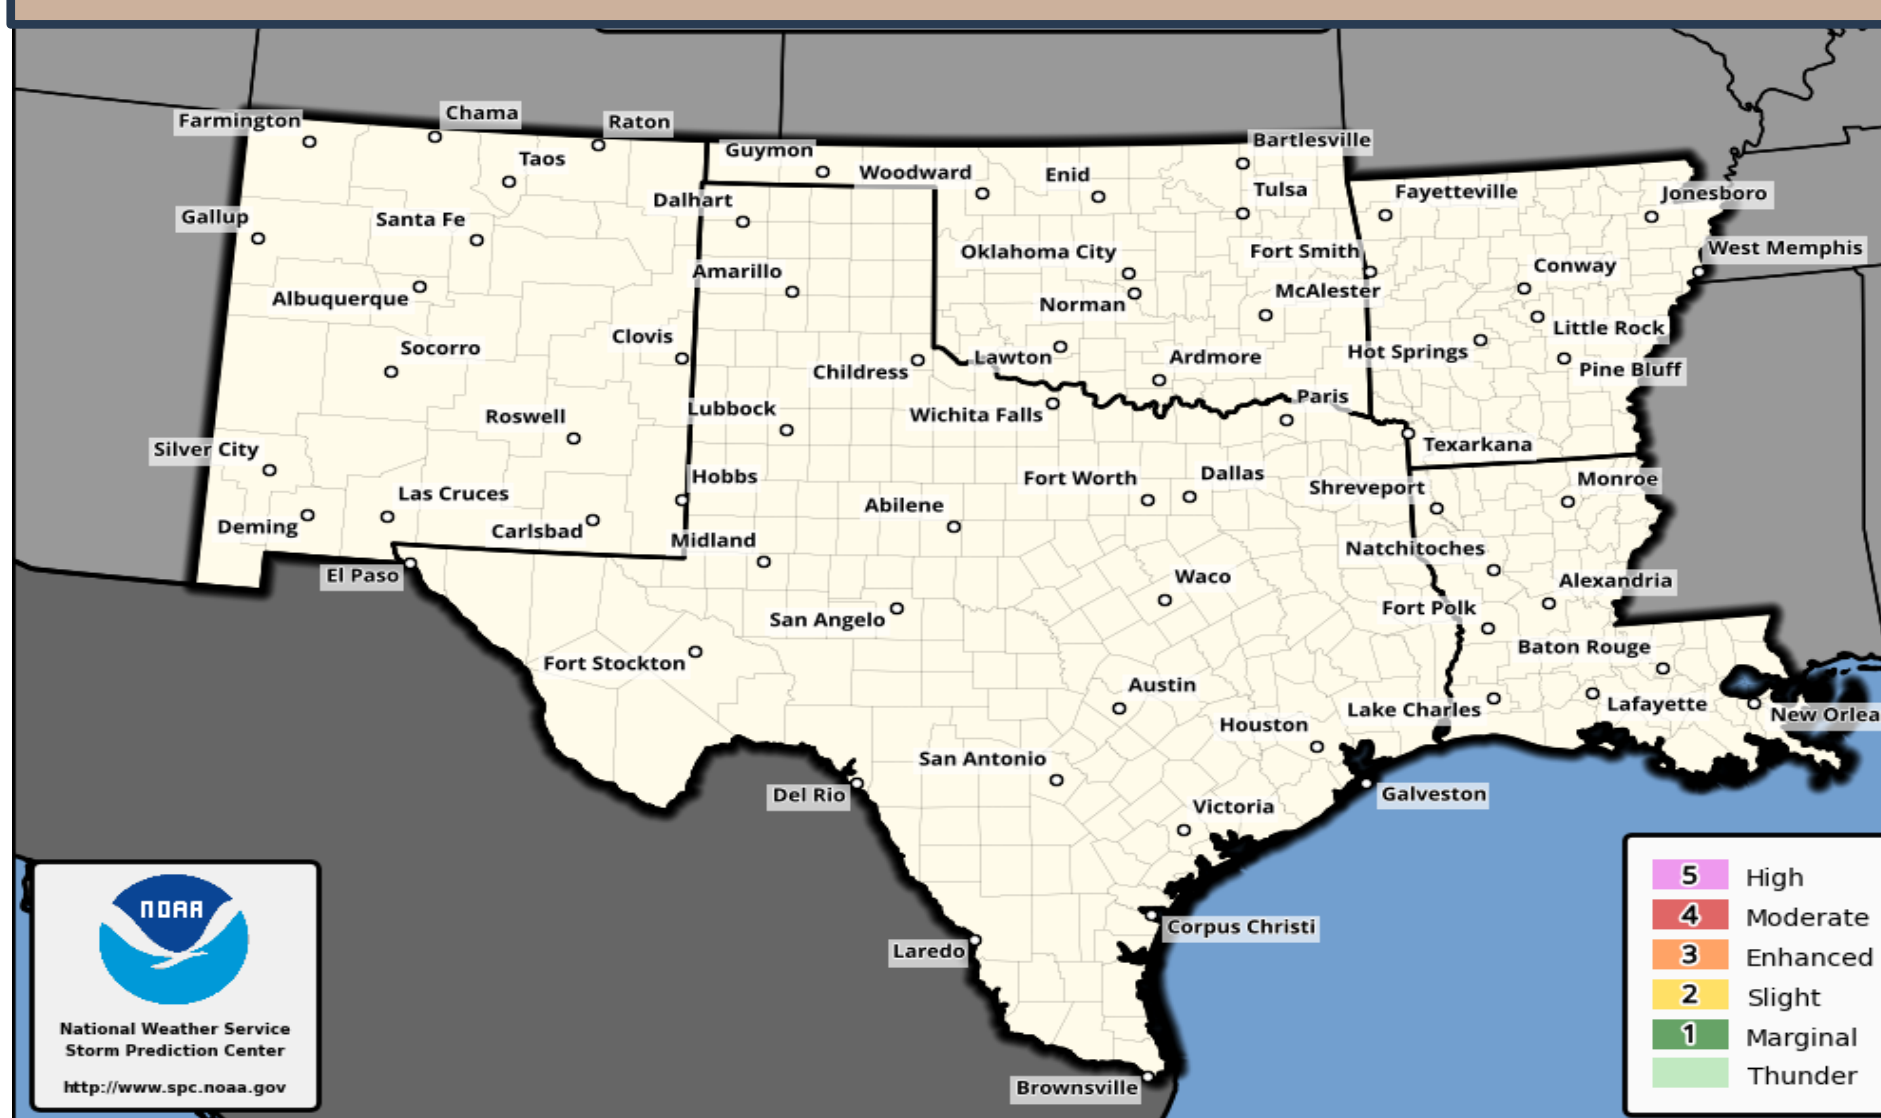 Farmington
Chama
Raton
Taos
Guymon
Woodward
Enid
Bartlesville
Tulsa
Fayetteville
Jonesboro
Gallup
Santa Fe
Dalhart
Oklahoma City
Fort Smith
Conway
West Memphis
Albuquerque
Amarillo
Norman
McAlester
Little Rock
Socorro
Clovis
Childress
Lawton
Ardmore
Hot Springs
Pine Bluff
Roswell
Lubbock
Wichita Falls
Paris
Texarkana
Silver City
Hobbs
Fort Worth
Dallas
Shreveport
Monroe
Las Cruces
Deming
Carlsbad
Midland
Abilene
Natchitoches
El Paso
Waco
Alexandria
San Angelo
Fort Polk
Fort Stockton
Baton Rouge
Austin
Lake Charles
Lafayette
New Orlea
Houston
San Antonio
Del Rio
Galveston
Victoria
Corpus Christi
Laredo
Brownsville
NOAA
National Weather Service
Storm Prediction Center
http://www.spc.noaa.gov
5 High
4 Moderate
3 Enhanced
2 Slight
1 Marginal
Thunder